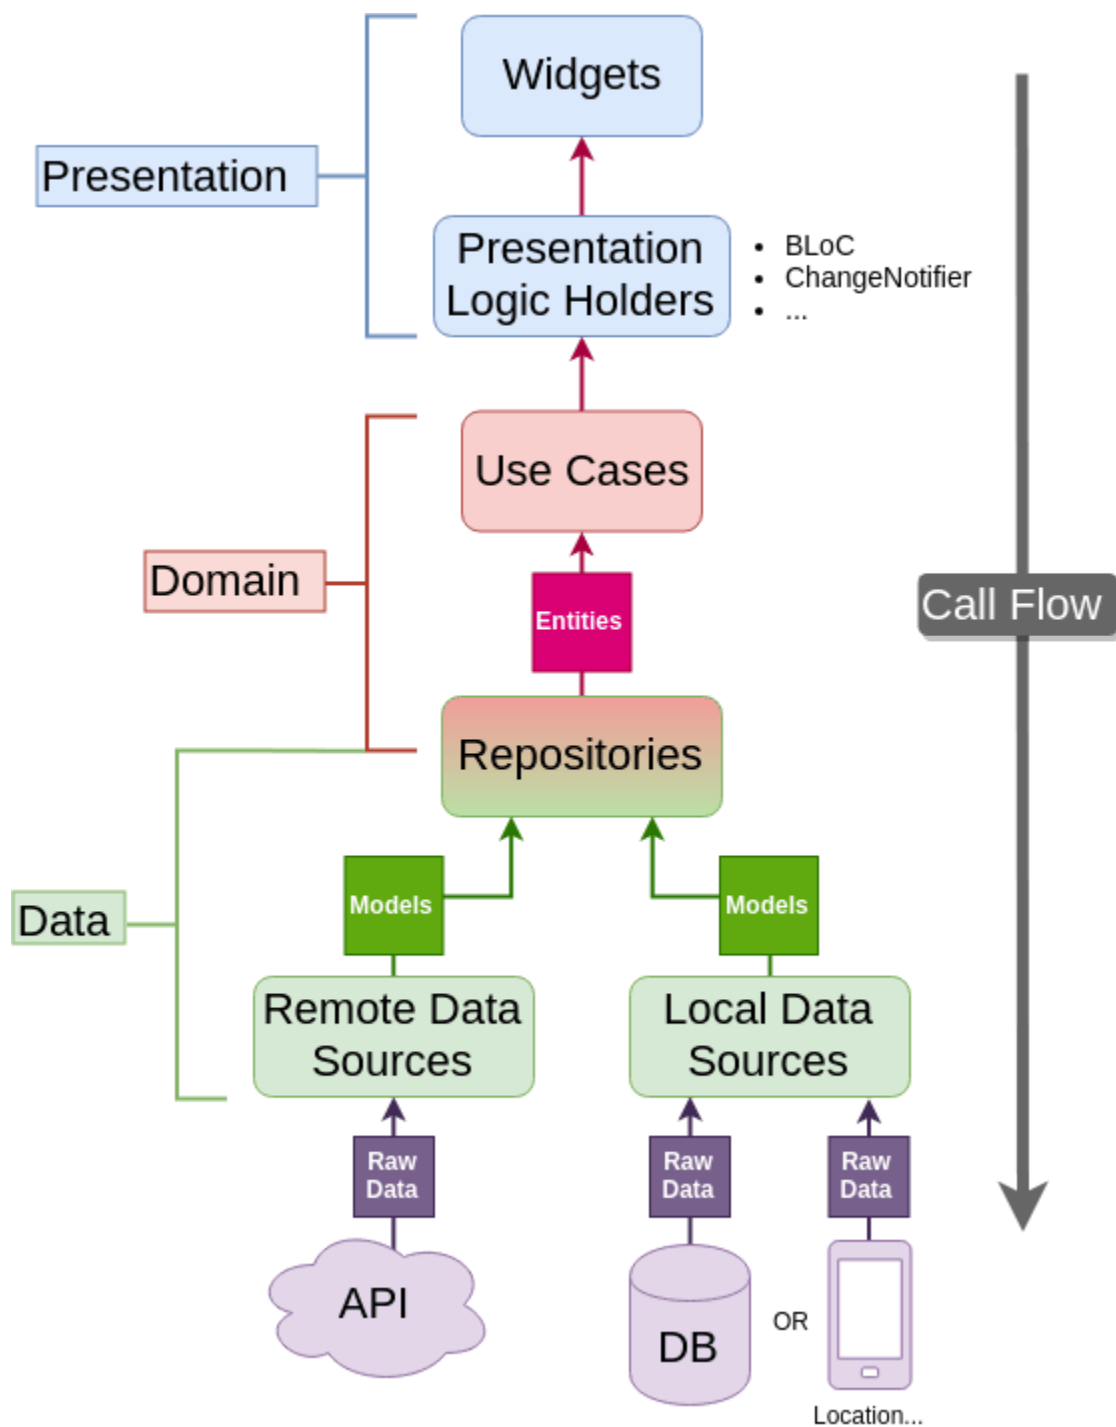 Widgets
Presentation
Presentation
Logic Holders
• BLoC
• ChangeNotifier
• ...
Use Cases
Domain
Entities
Call Flow
Repositories
Data
Models
Models
Remote Data
Sources
Local Data
Sources
Raw
Data
Raw
Data
Raw
Data
API
DB
OR
Location...